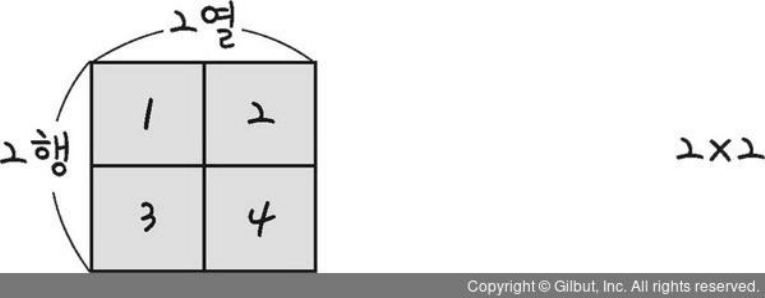 2열
1 2
2행
2×2
3 4
Copyright © Gilbut, Inc. All rights reserved.